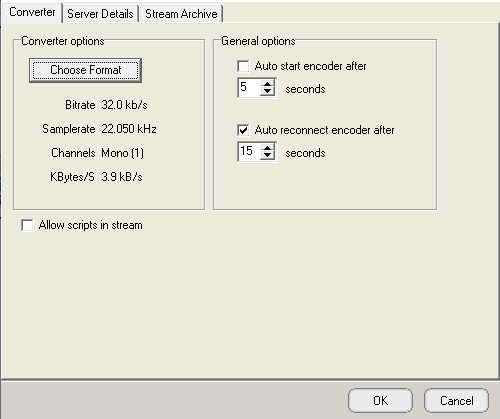 Converter Server Details Stream Archive
Converter options
Choose Format
Bitrate 32.0 kb/s
Samplerate 22.050 kHz
Channels Mono (1)
KBytes/S 3.9 kB/s
General options
Auto start encoder after
5 seconds
Auto reconnect encoder after
15 seconds
Allow scripts in stream
OK Cancel